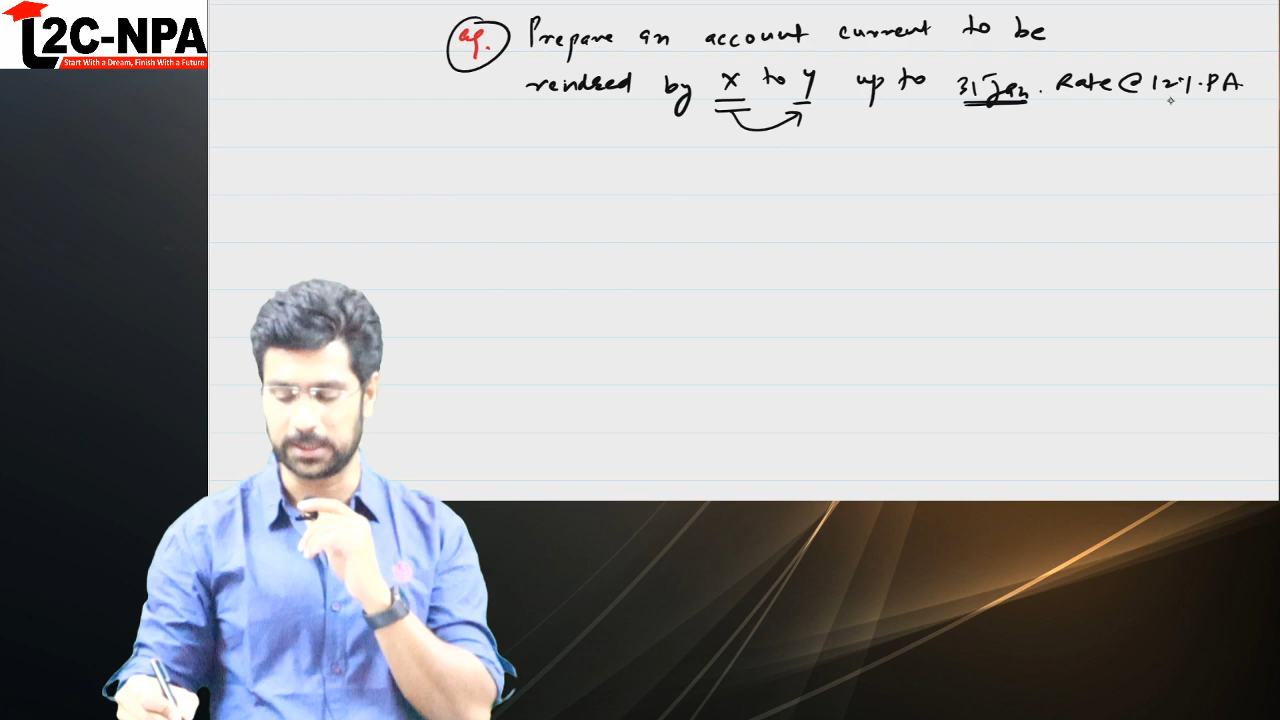 L2C-NPA
Start With a Dream, Finish With a Future
Prepare an account current to be
rendred by X to Y up to 31 Jan. Rate @ 12%. PA